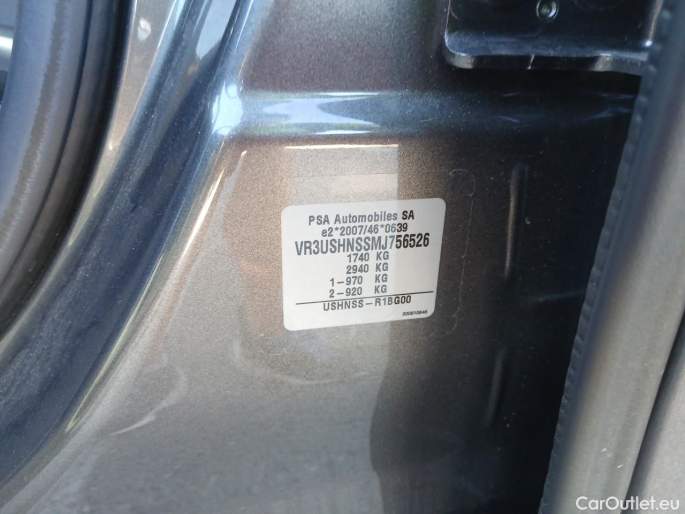 PSA Automobiles SA
e2*2007/46*0639
VR3USHNSSMJ756526
1740 KG
2940 KG
1-970 KG
2-920 KG
USHNSS-R1BG00
CarOutlet.eu